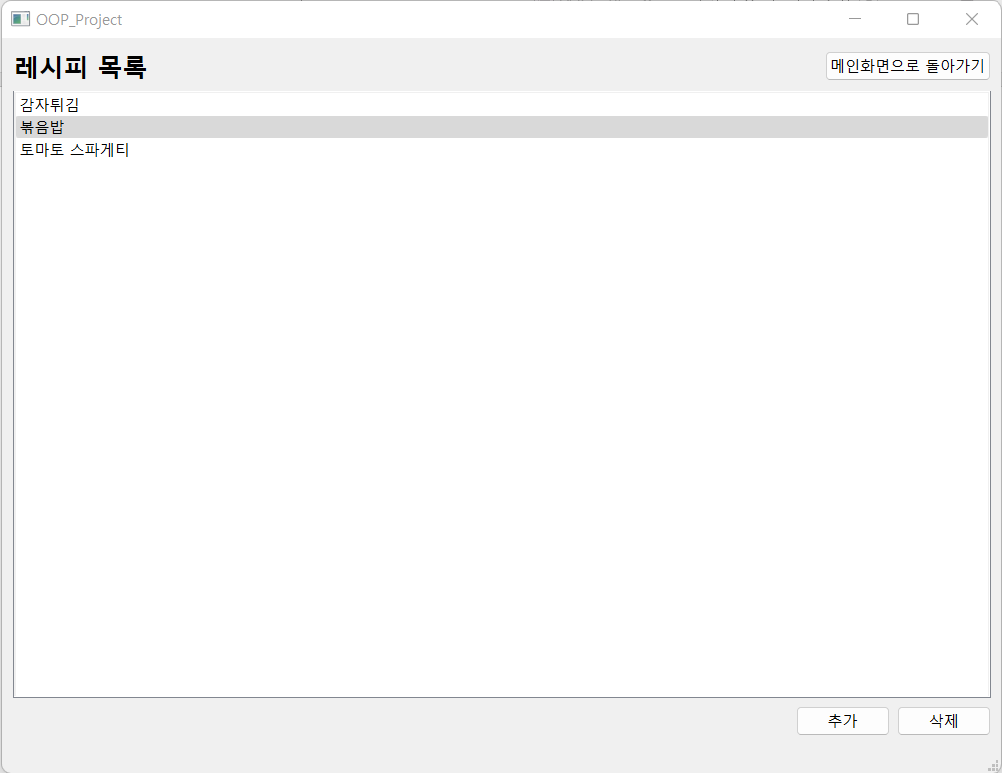 OOP_Project
레시피 목록
메인화면으로 돌아가기
감자튀김
볶음밥
토마토 스파게티
추가
삭제